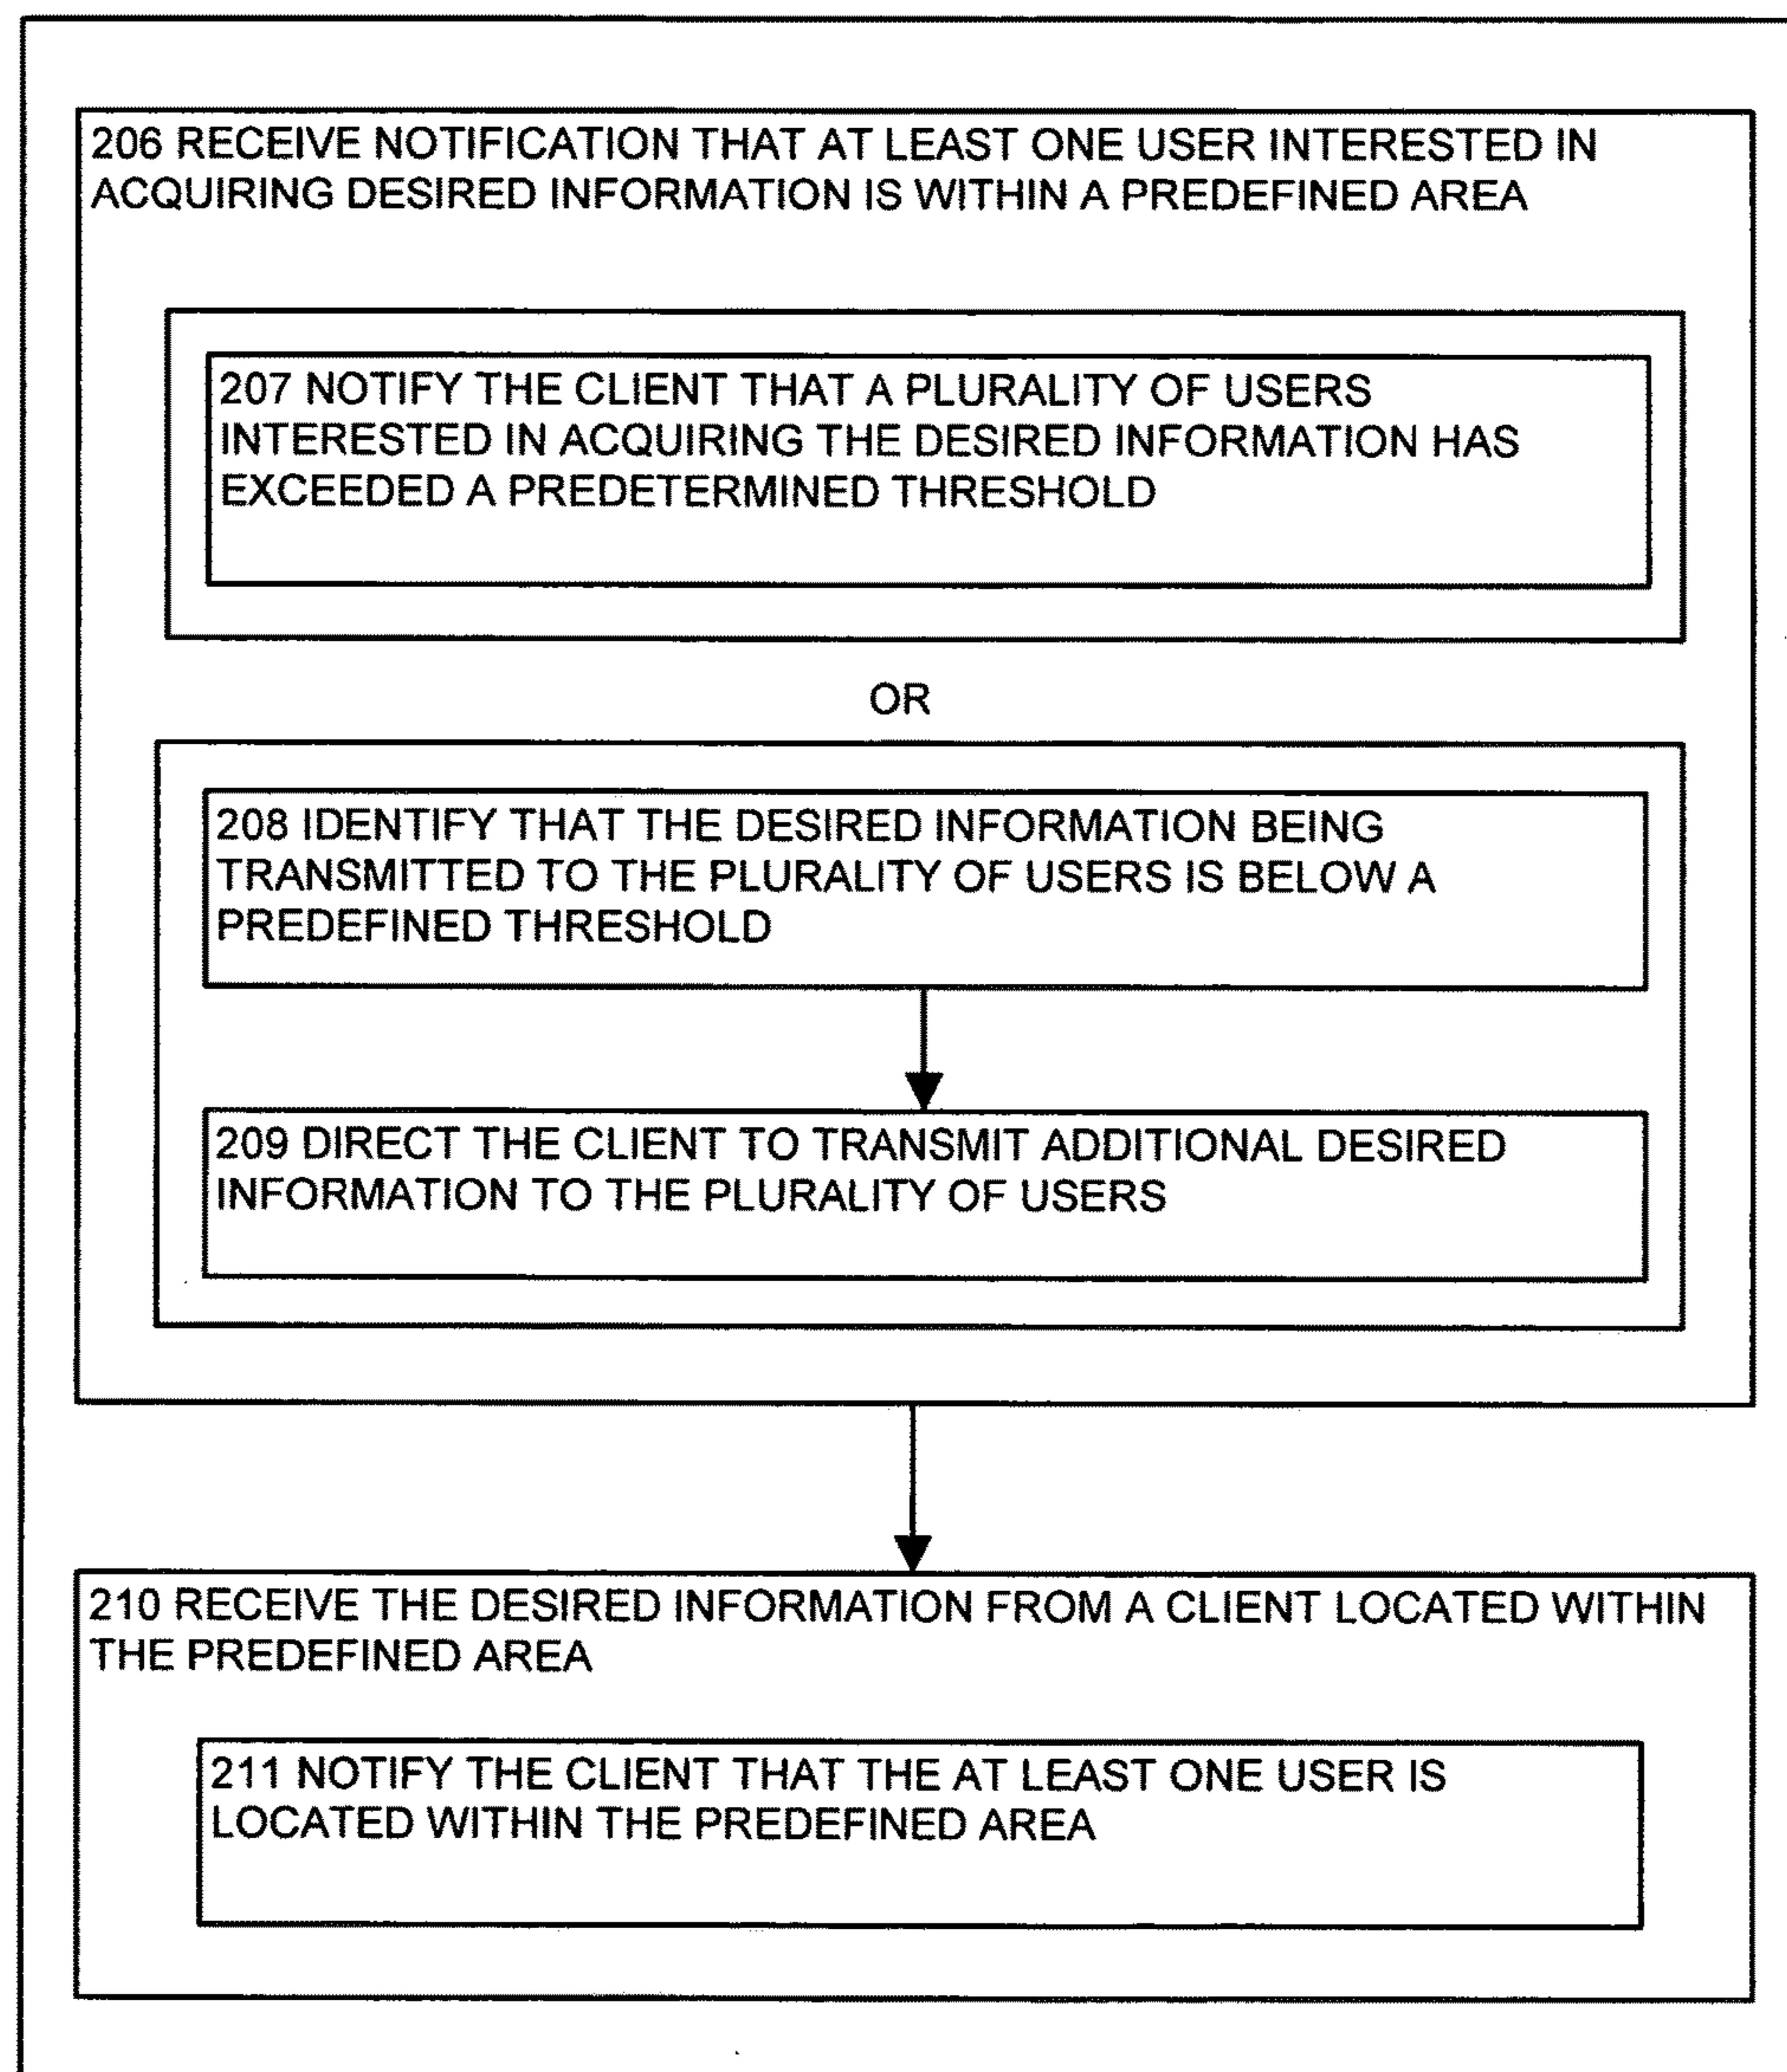 206 RECEIVE NOTIFICATION THAT AT LEAST ONE USER INTERESTED IN
ACQUIRING DESIRED INFORMATION IS WITHIN A PREDEFINED AREA
207 NOTIFY THE CLIENT THAT A PLURALITY OF USERS
INTERESTED IN ACQUIRING THE DESIRED INFORMATION HAS
EXCEEDED A PREDETERMINED THRESHOLD
OR
208 IDENTIFY THAT THE DESIRED INFORMATION BEING
TRANSMITTED TO THE PLURALITY OF USERS IS BELOW A
PREDEFINED THRESHOLD
209 DIRECT THE CLIENT TO TRANSMIT ADDITIONAL DESIRED
INFORMATION TO THE PLURALITY OF USERS
210 RECEIVE THE DESIRED INFORMATION FROM A CLIENT LOCATED WITHIN
THE PREDEFINED AREA
211 NOTIFY THE CLIENT THAT THE AT LEAST ONE USER IS
LOCATED WITHIN THE PREDEFINED AREA